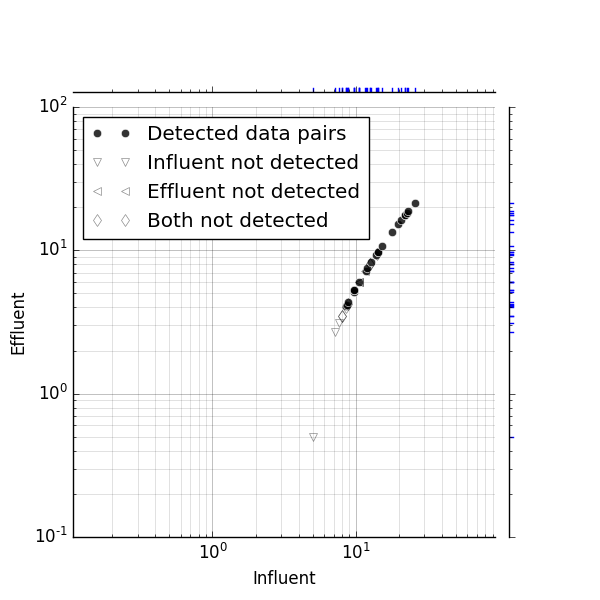 10²
Detected data pairs
Influent not detected
Effluent not detected
Both not detected
10¹
Effluent
10⁰
10⁻¹
10⁰ 10¹
Influent